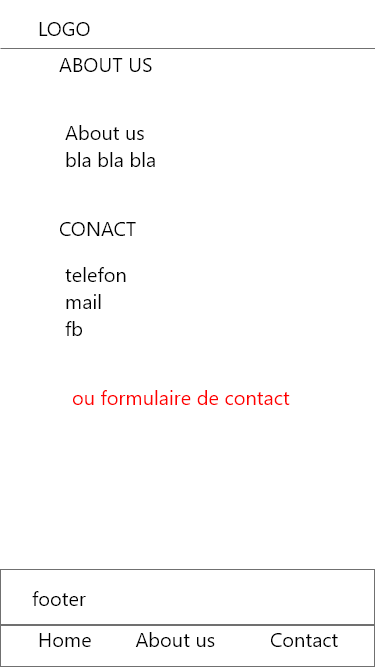 LOGO
ABOUT US
About us
bla bla bla
CONACT
telefon
mail
fb
ou formulaire de contact
footer
Home About us Contact